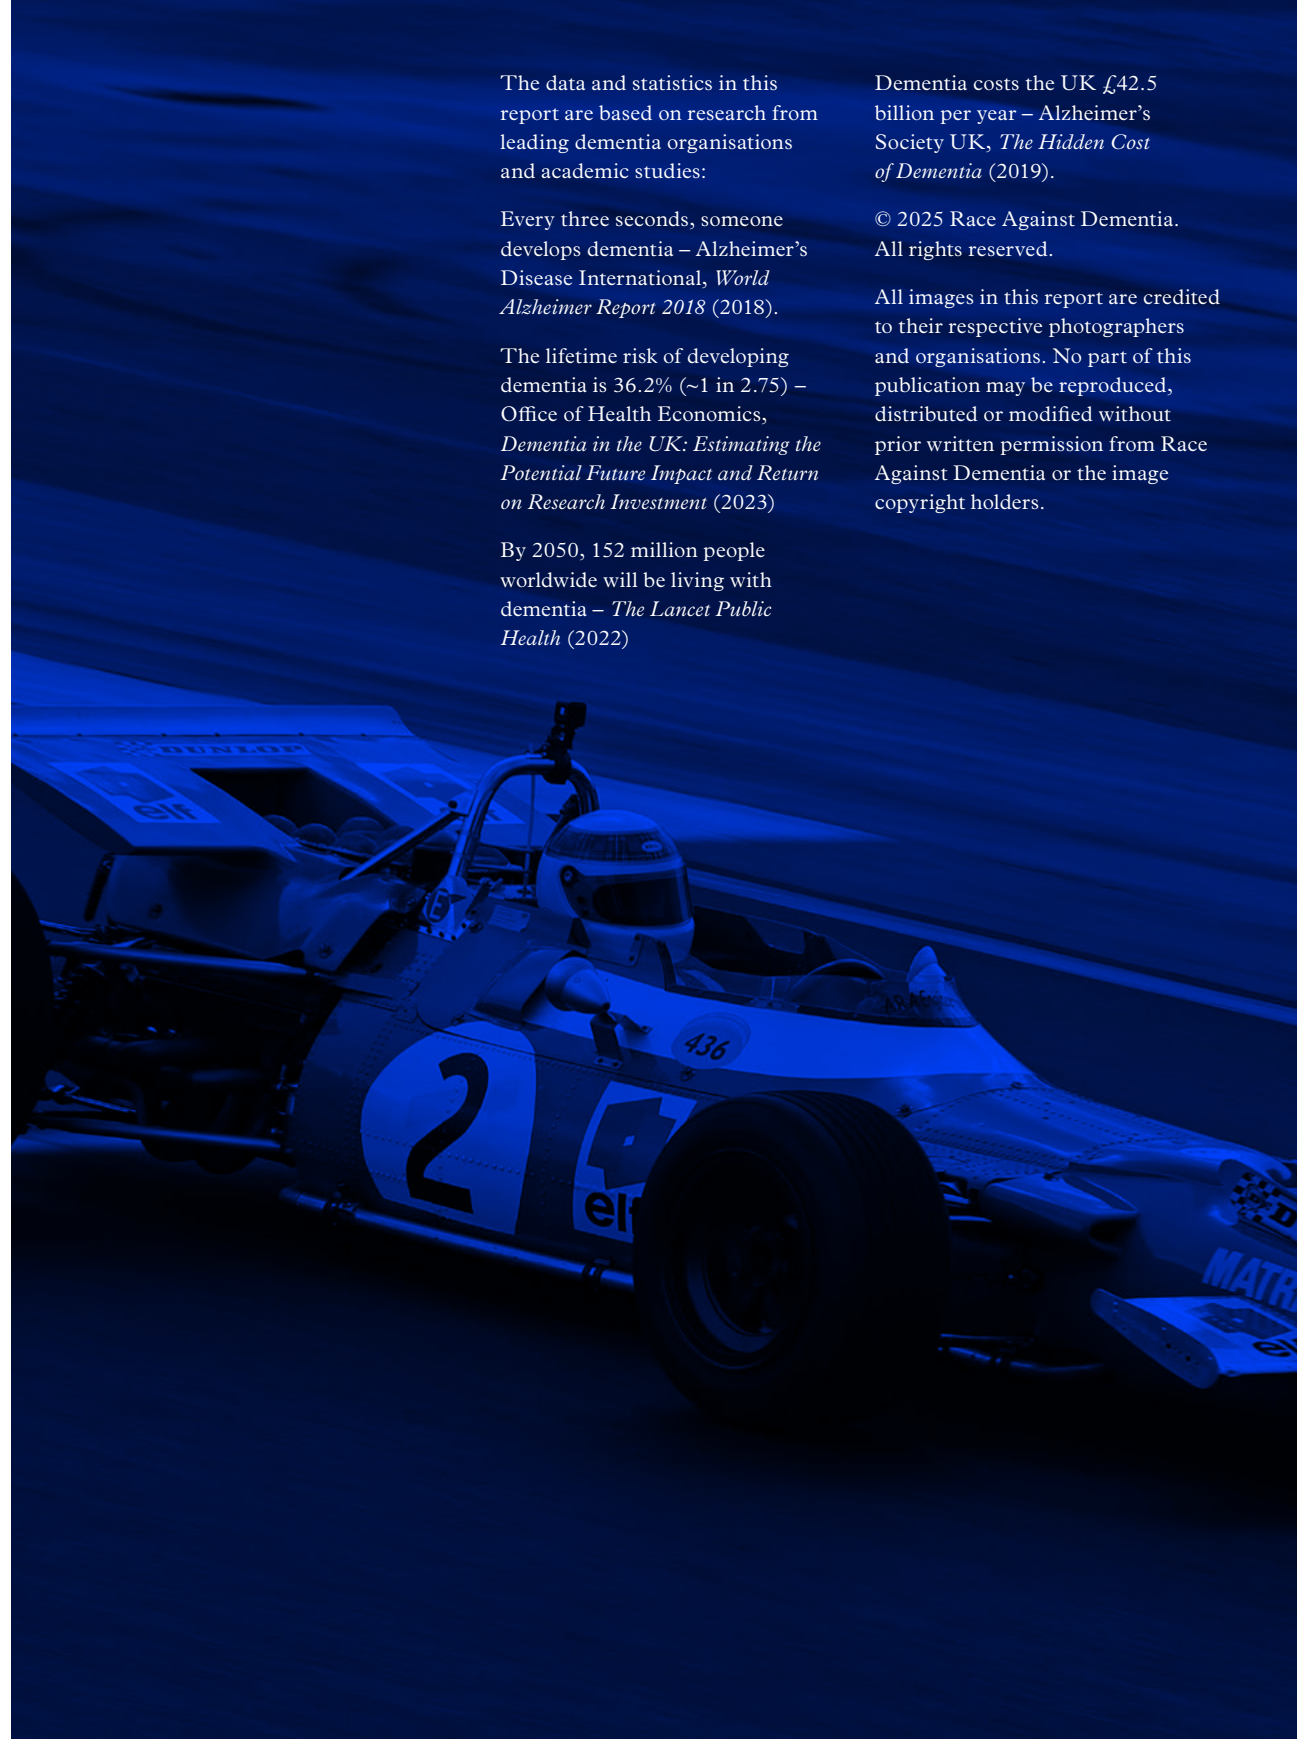 The data and statistics in this
report are based on research from
leading dementia organisations
and academic studies:
Every three seconds, someone
develops dementia – Alzheimer’s
Disease International, World
Alzheimer Report 2018 (2018).
The lifetime risk of developing
dementia is 36.2% (~1 in 2.75) –
Office of Health Economics,
Dementia in the UK: Estimating the
Potential Future Impact and Return
on Research Investment (2023)
By 2050, 152 million people
worldwide will be living with
dementia – The Lancet Public
Health (2022)
Dementia costs the UK £42.5
billion per year – Alzheimer’s
Society UK, The Hidden Cost
of Dementia (2019).
© 2025 Race Against Dementia.
All rights reserved.
All images in this report are credited
to their respective photographers
and organisations. No part of this
publication may be reproduced,
distributed or modified without
prior written permission from Race
Against Dementia or the image
copyright holders.
DUNLOP
elf
E
436
2
elf
D
MATR
elf